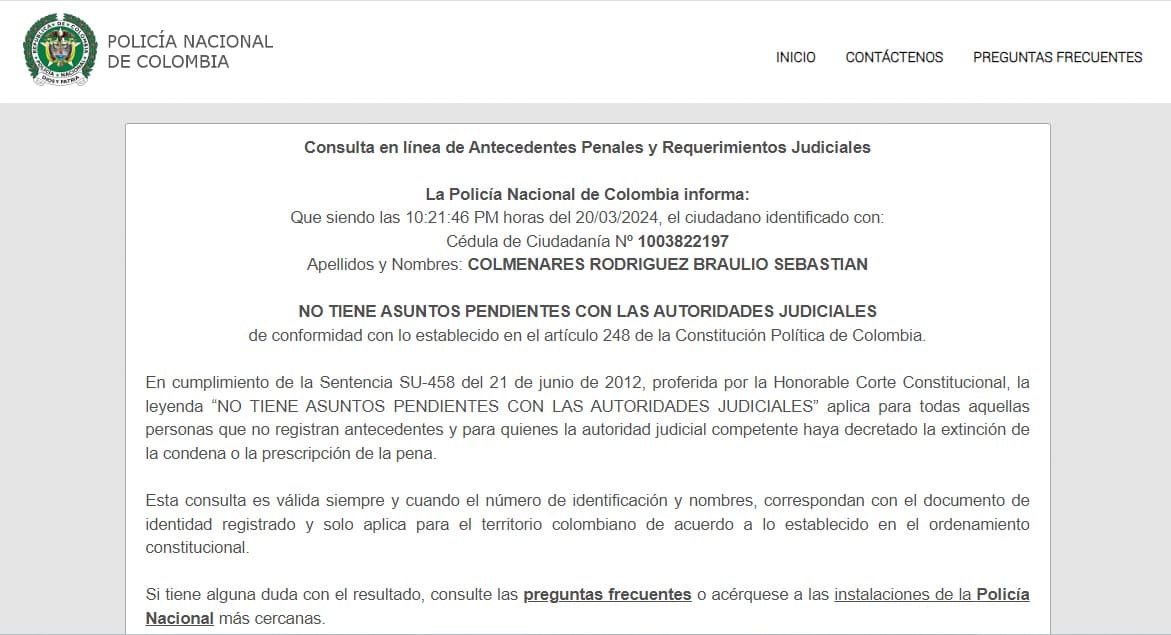 POLICÍA NACIONAL
DE COLOMBIA
INICIO CONTÁCTENOS PREGUNTAS FRECUENTES
Consulta en línea de Antecedentes Penales y Requerimientos Judiciales
La Policía Nacional de Colombia informa:
Que siendo las 10:21:46 PM horas del 20/03/2024, el ciudadano identificado con:
Cédula de Ciudadanía Nº 1003822197
Apellidos y Nombres: COLMENARES RODRIGUEZ BRAULIO SEBASTIAN
NO TIENE ASUNTOS PENDIENTES CON LAS AUTORIDADES JUDICIALES
de conformidad con lo establecido en el artículo 248 de la Constitución Política de Colombia.
En cumplimiento de la Sentencia SU-458 del 21 de junio de 2012, proferida por la Honorable Corte Constitucional, la
leyenda “NO TIENE ASUNTOS PENDIENTES CON LAS AUTORIDADES JUDICIALES” aplica para todas aquellas
personas que no registran antecedentes y para quienes la autoridad judicial competente haya decretado la extinción de
la condena o la prescripción de la pena.
Esta consulta es válida siempre y cuando el número de identificación y nombres, correspondan con el documento de
identidad registrado y solo aplica para el territorio colombiano de acuerdo a lo establecido en el ordenamiento
constitucional.
Si tiene alguna duda con el resultado, consulte las preguntas frecuentes o acérquese a las instalaciones de la Policía
Nacional más cercanas.